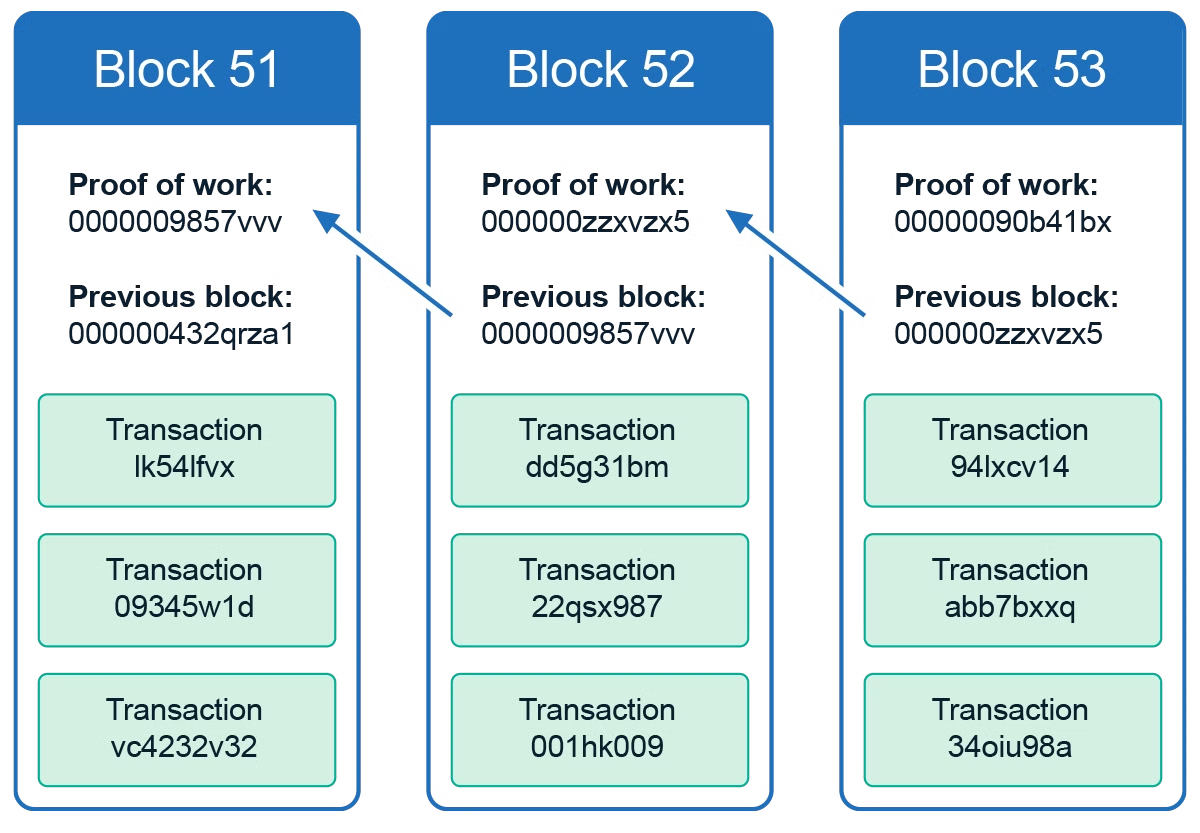 Block 51
Proof of work:
0000009857vvv
Previous block:
000000432qrza1
Transaction
lk54lfvx
Transaction
09345w1d
Transaction
vc4232v32
Block 52
Proof of work:
000000zzxvzx5
Previous block:
0000009857vvv
Transaction
dd5g31bm
Transaction
22qsx987
Transaction
001hk009
Block 53
Proof of work:
00000090b41bx
Previous block:
000000zzxvzx5
Transaction
94lxcv14
Transaction
abb7bxxq
Transaction
34oiu98a